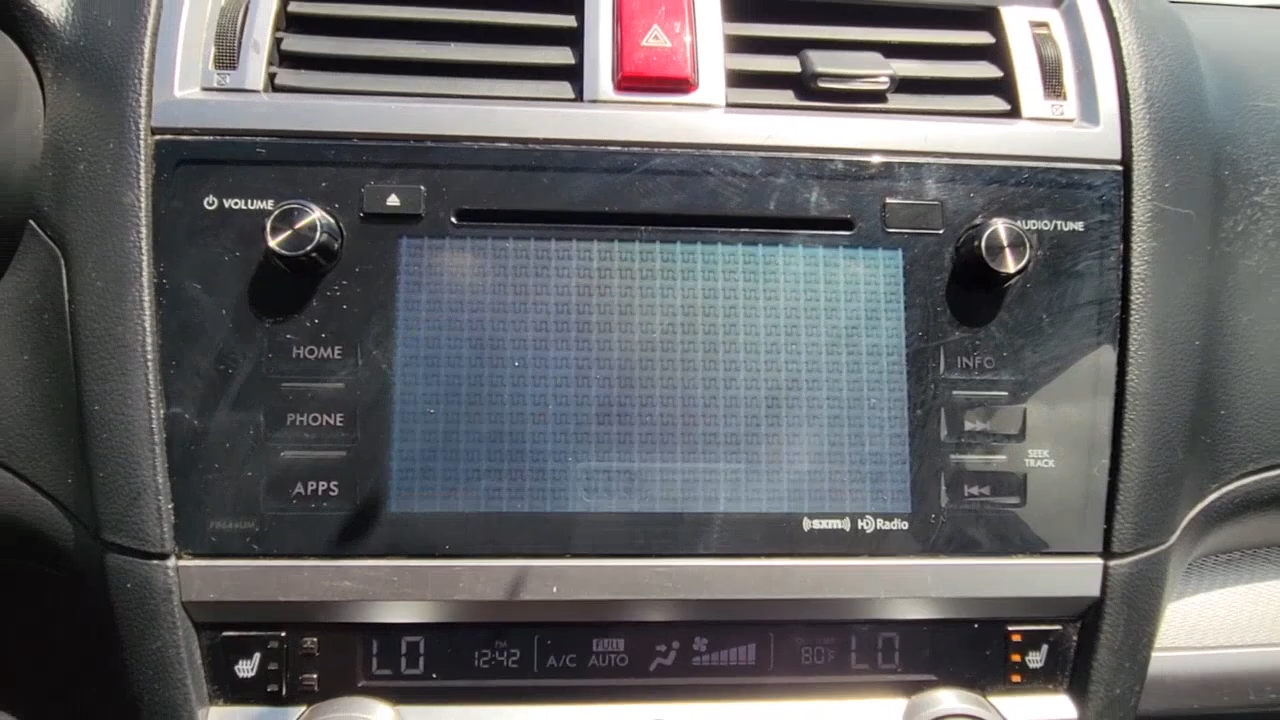 VOLUME
AUDIO/TUNE
HOME
INFO
PHONE
SEEK
TRACK
APPS
sxm HD Radio
LO
PM
12:42
A/C
FULL
AUTO
80°F
LO